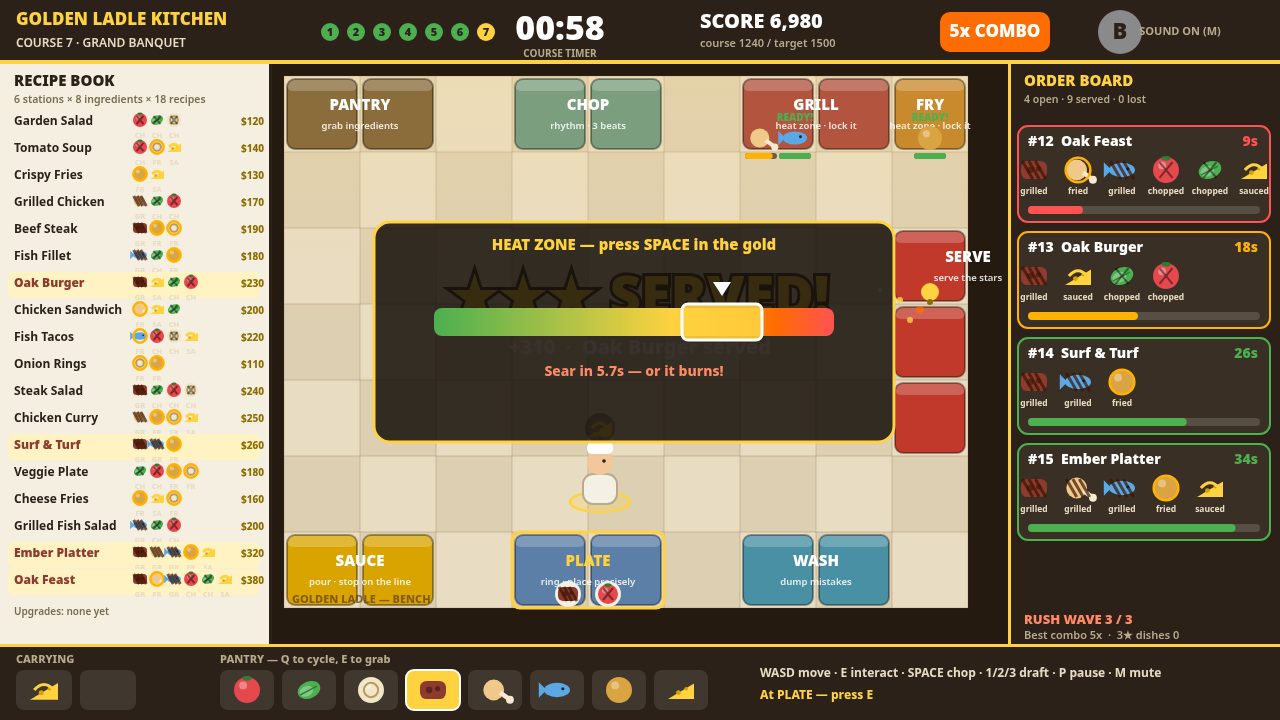 GOLDEN LADLE KITCHEN
COURSE 7 · GRAND BANQUET
1 2 3 4 5 6 7
00:58
COURSE TIMER
SCORE 6,980
course 1240 / target 1500
5x COMBO
B
SOUND ON (M)
RECIPE BOOK
6 stations × 8 ingredients × 18 recipes
Garden Salad $120
Tomato Soup $140
Crispy Fries $130
Grilled Chicken $170
Beef Steak $190
Fish Fillet $180
Oak Burger $230
Chicken Sandwich $200
Fish Tacos $220
Onion Rings $110
Steak Salad $240
Chicken Curry $250
Surf & Turf $260
Veggie Plate $180
Cheese Fries $160
Grilled Fish Salad $200
Ember Platter $320
Oak Feast $380
Upgrades: none yet
PANTRY
grab ingredients
CHOP
rhythm · 3 beats
GRILL
READY!
heat zone · lock it
FRY
READY!
heat zone · lock it
HEAT ZONE — press SPACE in the gold
SERVED!
+310 · Oak Burger served
Sear in 5.7s — or it burns!
SERVE
serve the stars
SAUCE
pour · stop on the line
GOLDEN LADLE — BENCH
PLATE
ring · place precisely
WASH
dump mistakes
ORDER BOARD
4 open · 9 served · 0 lost
#12 Oak Feast 9s
grilled fried grilled chopped chopped sauced
#13 Oak Burger 18s
grilled sauced chopped chopped
#14 Surf & Turf 26s
grilled grilled fried
#15 Ember Platter 34s
grilled grilled grilled fried sauced
RUSH WAVE 3 / 3
Best combo 5x · 3★ dishes 0
CARRYING
PANTRY — Q to cycle, E to grab
WASD move · E interact · SPACE chop · 1/2/3 draft · P pause · M mute
At PLATE — press E